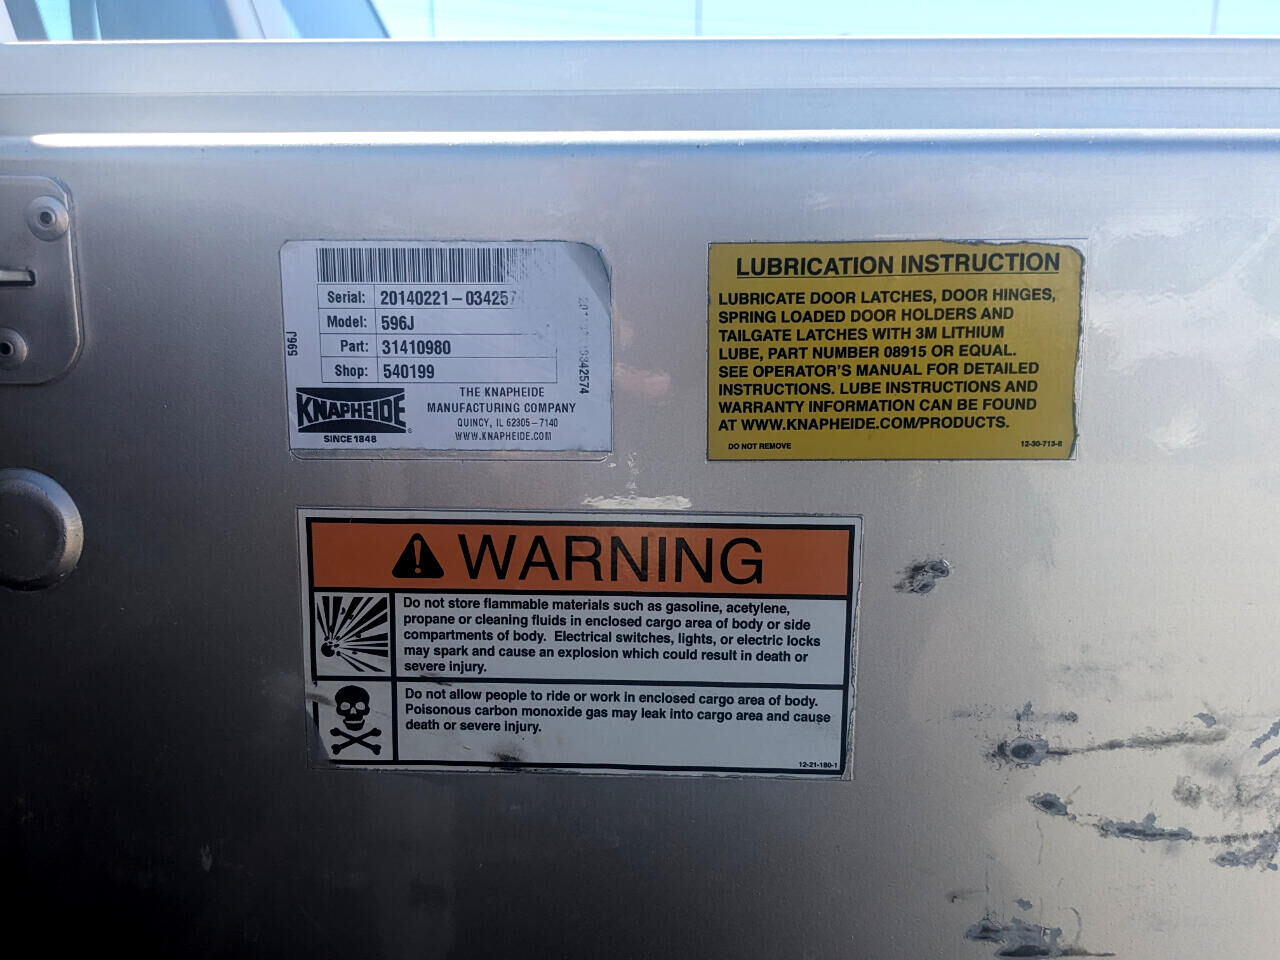 596J
Serial: 20140221-0342574
Model: 596J
Part: 31410980
Shop: 540199
KNAPHEIDE
SINCE 1848
THE KNAPHEIDE
MANUFACTURING COMPANY
QUINCY, IL 62305-7140
WWW.KNAPHEIDE.COM
LUBRICATION INSTRUCTION
LUBRICATE DOOR LATCHES, DOOR HINGES,
SPRING LOADED DOOR HOLDERS AND
TAILGATE LATCHES WITH 3M LITHIUM
LUBE, PART NUMBER 08915 OR EQUAL.
SEE OPERATOR'S MANUAL FOR DETAILED
INSTRUCTIONS. LUBE INSTRUCTIONS AND
WARRANTY INFORMATION CAN BE FOUND
AT WWW.KNAPHEIDE.COM/PRODUCTS.
DO NOT REMOVE 12-30-713-6
WARNING
Do not store flammable materials such as gasoline, acetylene,
propane or cleaning fluids in enclosed cargo area of body or side
compartments of body. Electrical switches, lights, or electric locks
may spark and cause an explosion which could result in death or
severe injury.
Do not allow people to ride or work in enclosed cargo area of body.
Poisonous carbon monoxide gas may leak into cargo area and cause
death or severe injury.
12-21-180-1